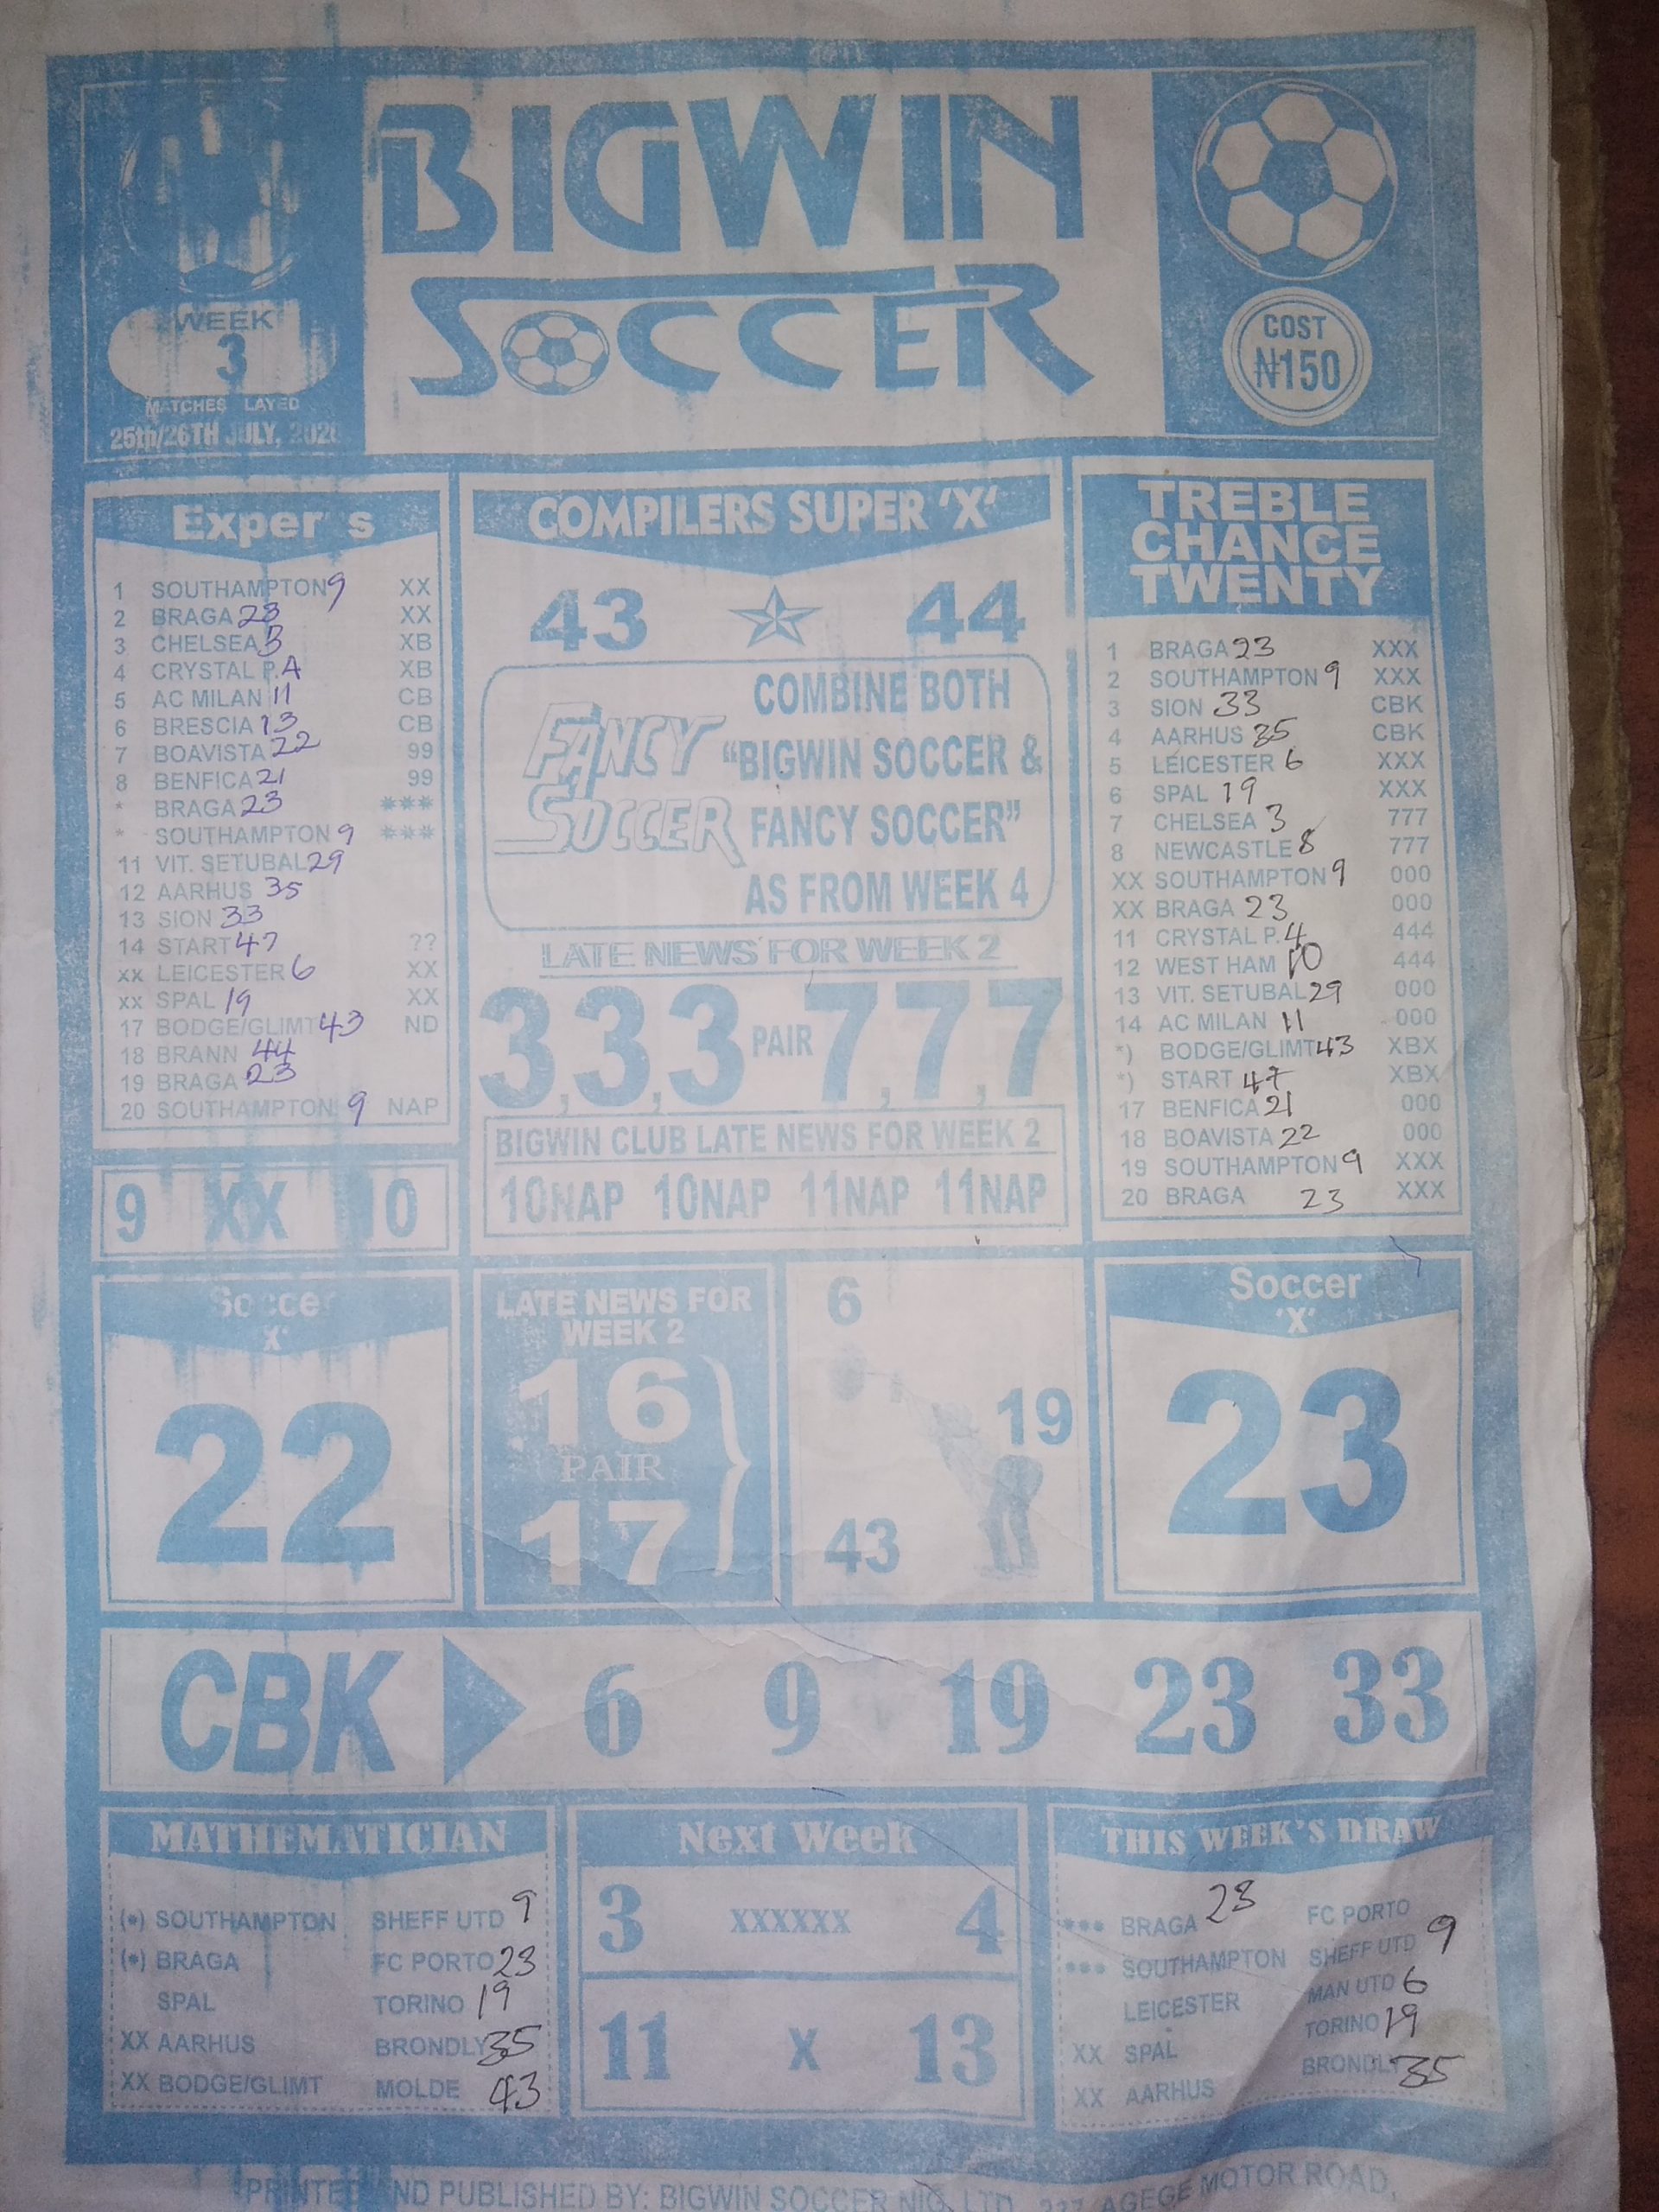 BIGWIN
SOCCER
WEEK
3
MATCHES LAYED
25th/26TH JULY, 2020
COST
₦150
Exper s
1 SOUTHAMPTON 9 XX
2 BRAGA 23 XX
3 CHELSEA 3 XB
4 CRYSTAL P. 4 XB
5 AC MILAN 11 CB
6 BRESCIA 13 CB
7 BOAVISTA 22 99
8 BENFICA 21 99
* BRAGA 23 ***
* SOUTHAMPTON 9 ***
11 VIT. SETUBAL 29
12 AARHUS 35
13 SION 33
14 START 47 ??
xx LEICESTER 6 XX
xx SPAL 19 XX
17 BODGE/GLIMT 43 ND
18 BRANN 44
19 BRAGA 23
20 SOUTHAMPTON 9 NAP
9 XX 10
COMPILERS SUPER 'X'
43 44
FANCY
SOCCER
COMBINE BOTH
"BIGWIN SOCCER &
FANCY SOCCER"
AS FROM WEEK 4
LATE NEWS FOR WEEK 2
3,3,3 PAIR 7,7,7
BIGWIN CLUB LATE NEWS FOR WEEK 2
10NAP 10NAP 11NAP 11NAP
TREBLE
CHANCE
TWENTY
1 BRAGA 23 XXX
2 SOUTHAMPTON 9 XXX
3 SION 33 CBK
4 AARHUS 35 CBK
5 LEICESTER 6 XXX
6 SPAL 19 XXX
7 CHELSEA 3 777
8 NEWCASTLE 8 777
XX SOUTHAMPTON 9 000
XX BRAGA 23 000
11 CRYSTAL P. 4 444
12 WEST HAM 10 444
13 VIT. SETUBAL 29 000
14 AC MILAN 11 000
*) BODGE/GLIMT 43 XBX
*) START 47 XBX
17 BENFICA 21 000
18 BOAVISTA 22 000
19 SOUTHAMPTON 9 XXX
20 BRAGA 23 XXX
Soccer
'X'
22
LATE NEWS FOR
WEEK 2
16
PAIR
17
6
19
43
Soccer
'X'
23
CBK 6 9 19 23 33
MATHEMATICIAN
(•) SOUTHAMPTON SHEFF UTD 9
(•) BRAGA FC PORTO 23
SPAL TORINO 19
XX AARHUS BRONDLY 35
XX BODGE/GLIMT MOLDE 43
Next Week
3 XXXXXX 4
11 X 13
THIS WEEK'S DRAW
*** BRAGA 23 FC PORTO
*** SOUTHAMPTON SHEFF UTD 9
LEICESTER MAN UTD 6
XX SPAL TORINO 19
XX AARHUS BRONDLY 35
PRINTED AND PUBLISHED BY: BIGWIN SOCCER NIG. LTD. 227, AGEGE MOTOR ROAD,